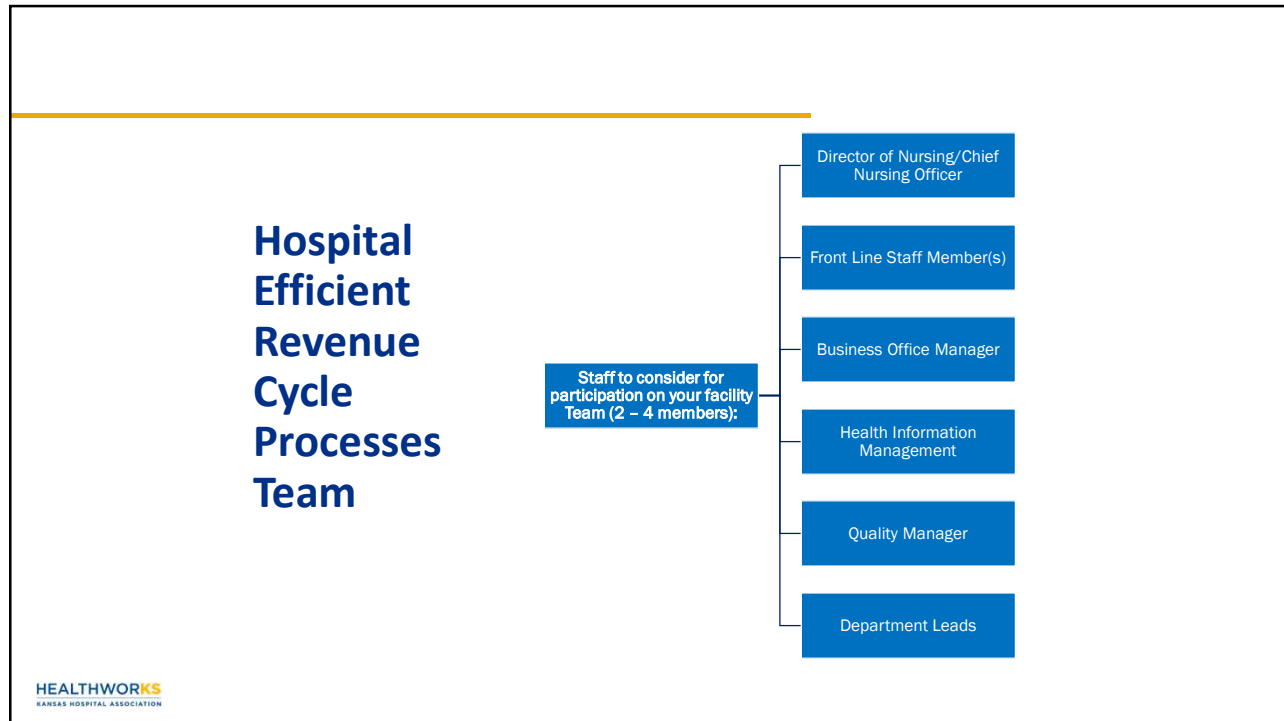 Hospital
Efficient
Revenue
Cycle
Processes
Team
Staff to consider for
participation on your facility
Team (2 – 4 members):
Director of Nursing/Chief
Nursing Officer
Front Line Staff Member(s)
Business Office Manager
Health Information
Management
Quality Manager
Department Leads
HEALTHWORKS
KANSAS HOSPITAL ASSOCIATION